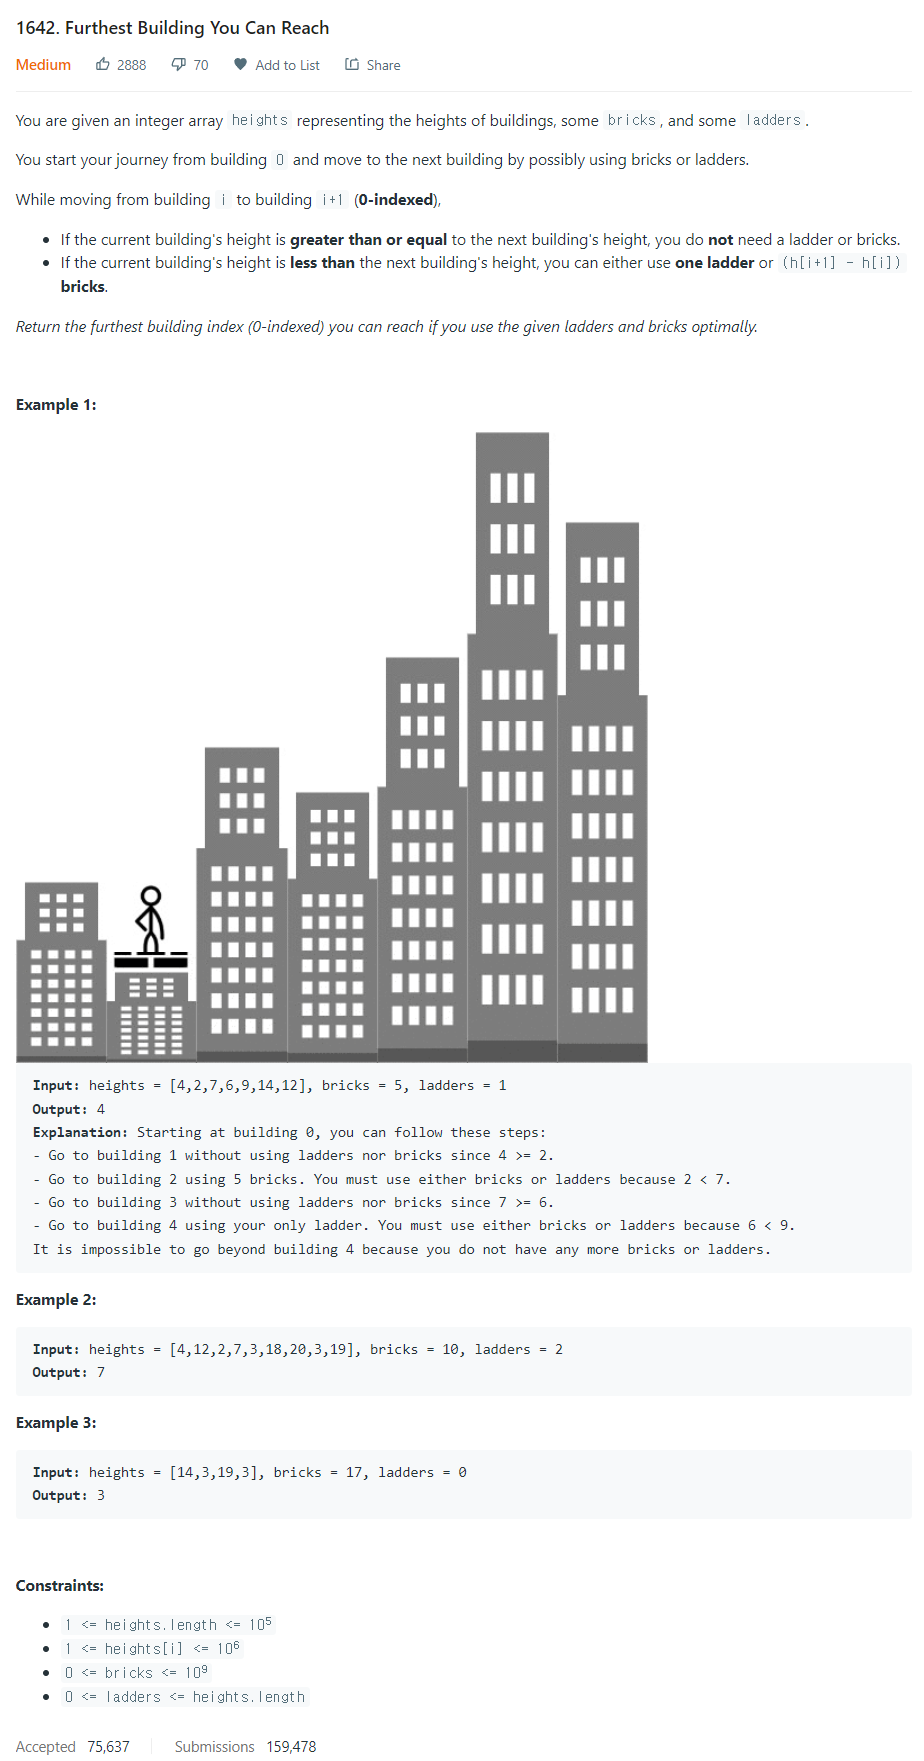 1642. Furthest Building You Can Reach
Medium 2888 70 Add to List Share
You are given an integer array heights representing the heights of buildings, some bricks, and some ladders.
You start your journey from building 0 and move to the next building by possibly using bricks or ladders.
While moving from building i to building i+1 (0-indexed),
• If the current building's height is greater than or equal to the next building's height, you do not need a ladder or bricks.
• If the current building's height is less than the next building's height, you can either use one ladder or (h[i+1] - h[i])
bricks.
Return the furthest building index (0-indexed) you can reach if you use the given ladders and bricks optimally.
Example 1:
Input: heights = [4,2,7,6,9,14,12], bricks = 5, ladders = 1
Output: 4
Explanation: Starting at building 0, you can follow these steps:
- Go to building 1 without using ladders nor bricks since 4 >= 2.
- Go to building 2 using 5 bricks. You must use either bricks or ladders because 2 < 7.
- Go to building 3 without using ladders nor bricks since 7 >= 6.
- Go to building 4 using your only ladder. You must use either bricks or ladders because 6 < 9.
It is impossible to go beyond building 4 because you do not have any more bricks or ladders.
Example 2:
Input: heights = [4,12,2,7,3,18,20,3,19], bricks = 10, ladders = 2
Output: 7
Example 3:
Input: heights = [14,3,19,3], bricks = 17, ladders = 0
Output: 3
Constraints:
• 1 <= heights.length <= 10⁵
• 1 <= heights[i] <= 10⁶
• 0 <= bricks <= 10⁹
• 0 <= ladders <= heights.length
Accepted 75,637 Submissions 159,478